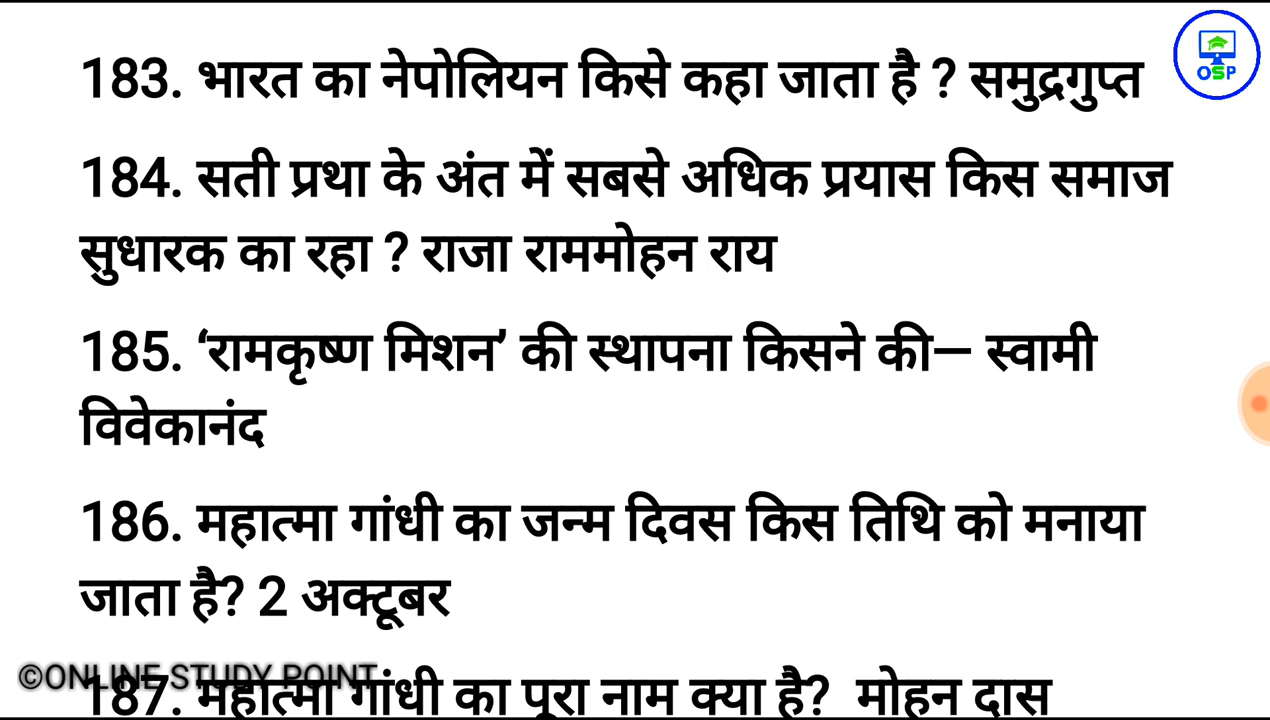 183. भारत का नेपोलियन किसे कहा जाता है ? समुद्रगुप्त
OSP
184. सती प्रथा के अंत में सबसे अधिक प्रयास किस समाज
सुधारक का रहा ? राजा राममोहन राय
185. ‘रामकृष्ण मिशन’ की स्थापना किसने की— स्वामी
विवेकानंद
186. महात्मा गांधी का जन्म दिवस किस तिथि को मनाया
जाता है? 2 अक्टूबर
©ONLINE STUDY POINT
187. महात्मा गांधी का पूरा नाम क्या है? मोहन दास